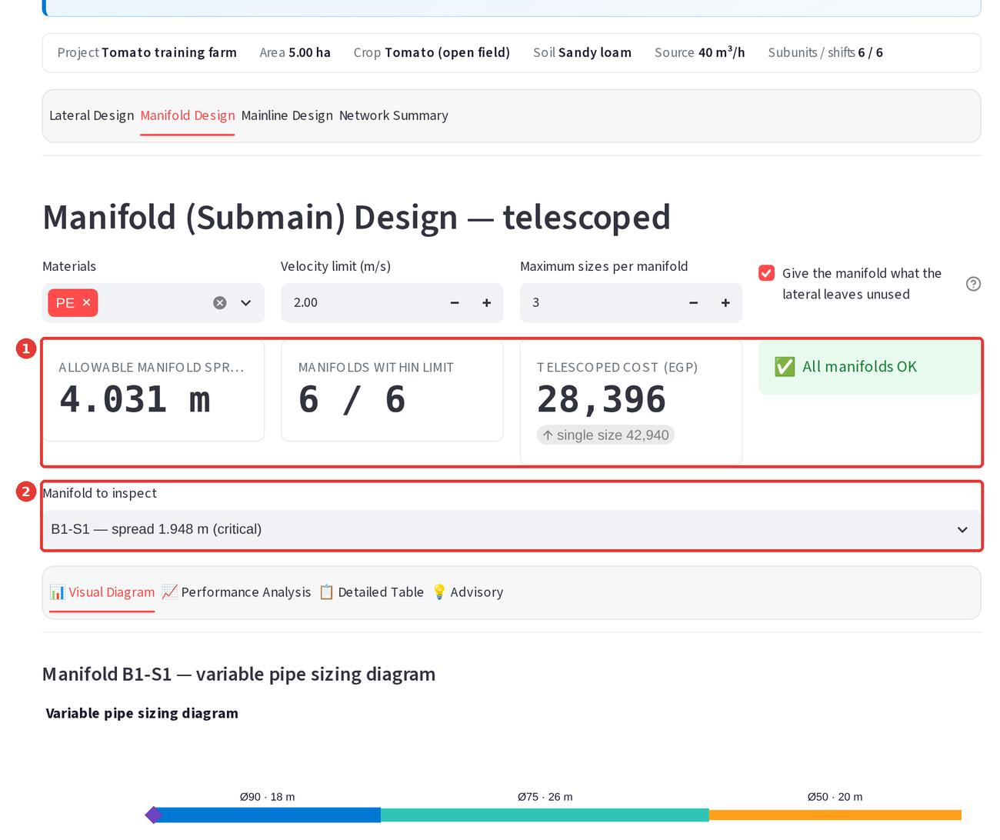 Project Tomato training farm Area 5.00 ha Crop Tomato (open field) Soil Sandy loam Source 40 m³/h Subunits / shifts 6 / 6
Lateral Design Manifold Design Mainline Design Network Summary
Manifold (Submain) Design — telescoped
Materials Velocity limit (m/s) Maximum sizes per manifold
Give the manifold what the
lateral leaves unused
PE 2.00 3
1
ALLOWABLE MANIFOLD SPR... MANIFOLDS WITHIN LIMIT TELESCOPED COST (EGP) All manifolds OK
4.031 m 6 / 6 28,396
↑ single size 42,940
2
Manifold to inspect
B1-S1 — spread 1.948 m (critical)
Visual Diagram Performance Analysis Detailed Table Advisory
Manifold B1-S1 — variable pipe sizing diagram
Variable pipe sizing diagram
Ø90 · 18 m Ø75 · 26 m Ø50 · 20 m